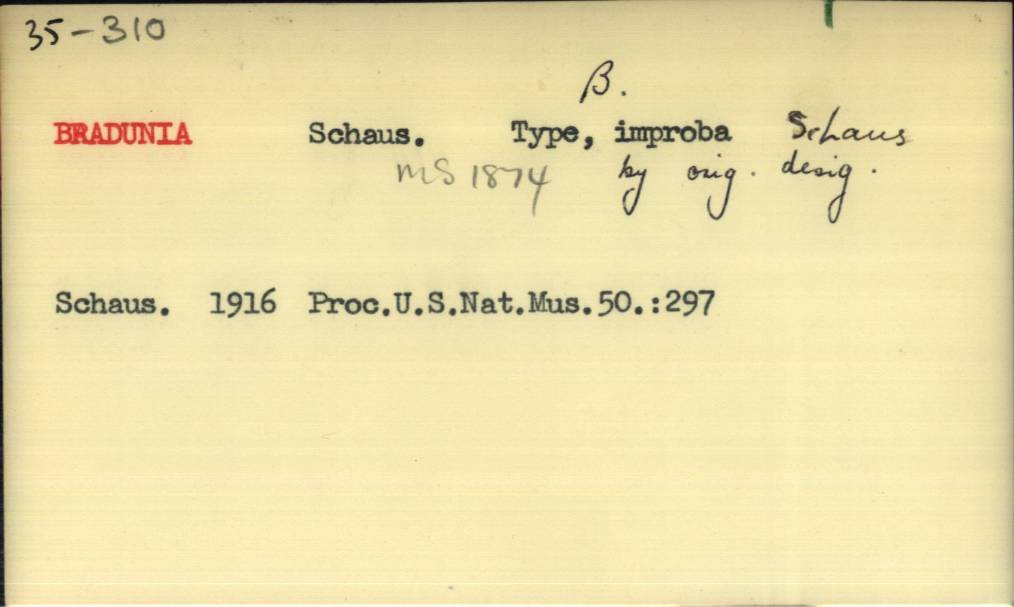 35-310
B.
BRADUNIA Schaus. Type, improba Schaus
MS 1874 by orig. desig.
Schaus. 1916 Proc.U.S.Nat.Mus.50.:297